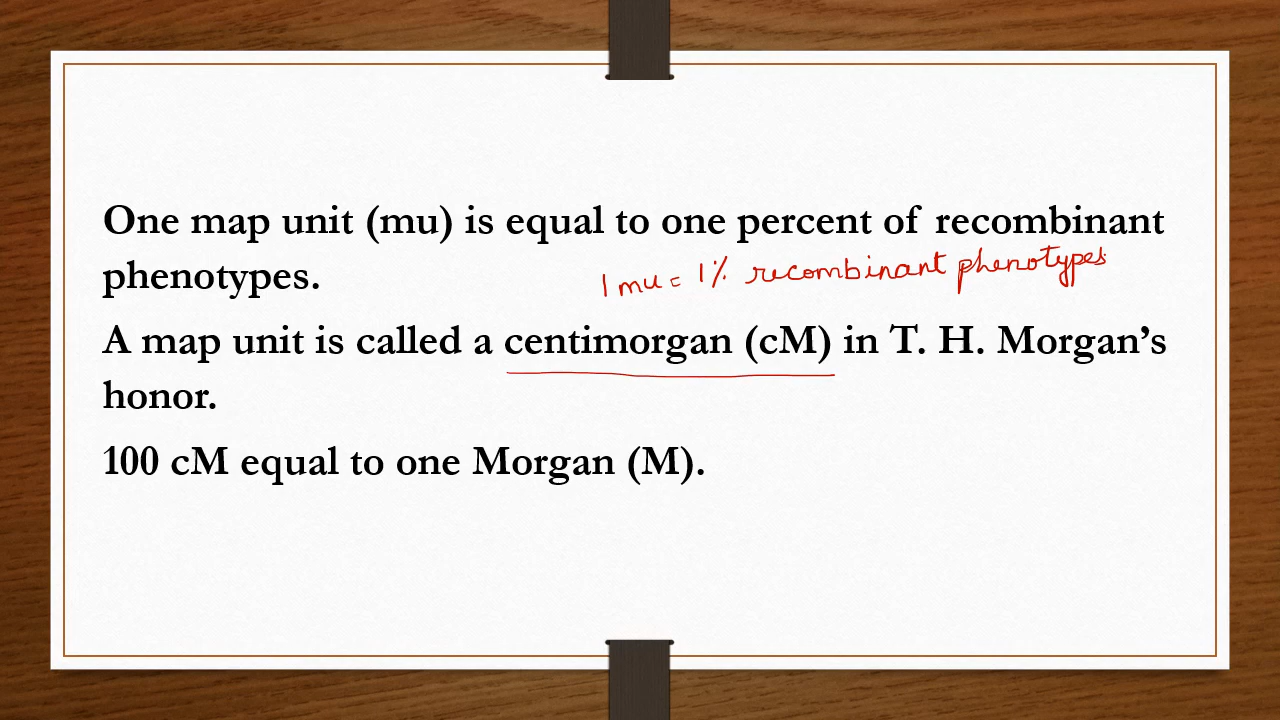 One map unit (mu) is equal to one percent of recombinant
phenotypes.
1 mu = 1% recombinant phenotypes.
A map unit is called a centimorgan (cM) in T. H. Morgan’s
honor.
100 cM equal to one Morgan (M).